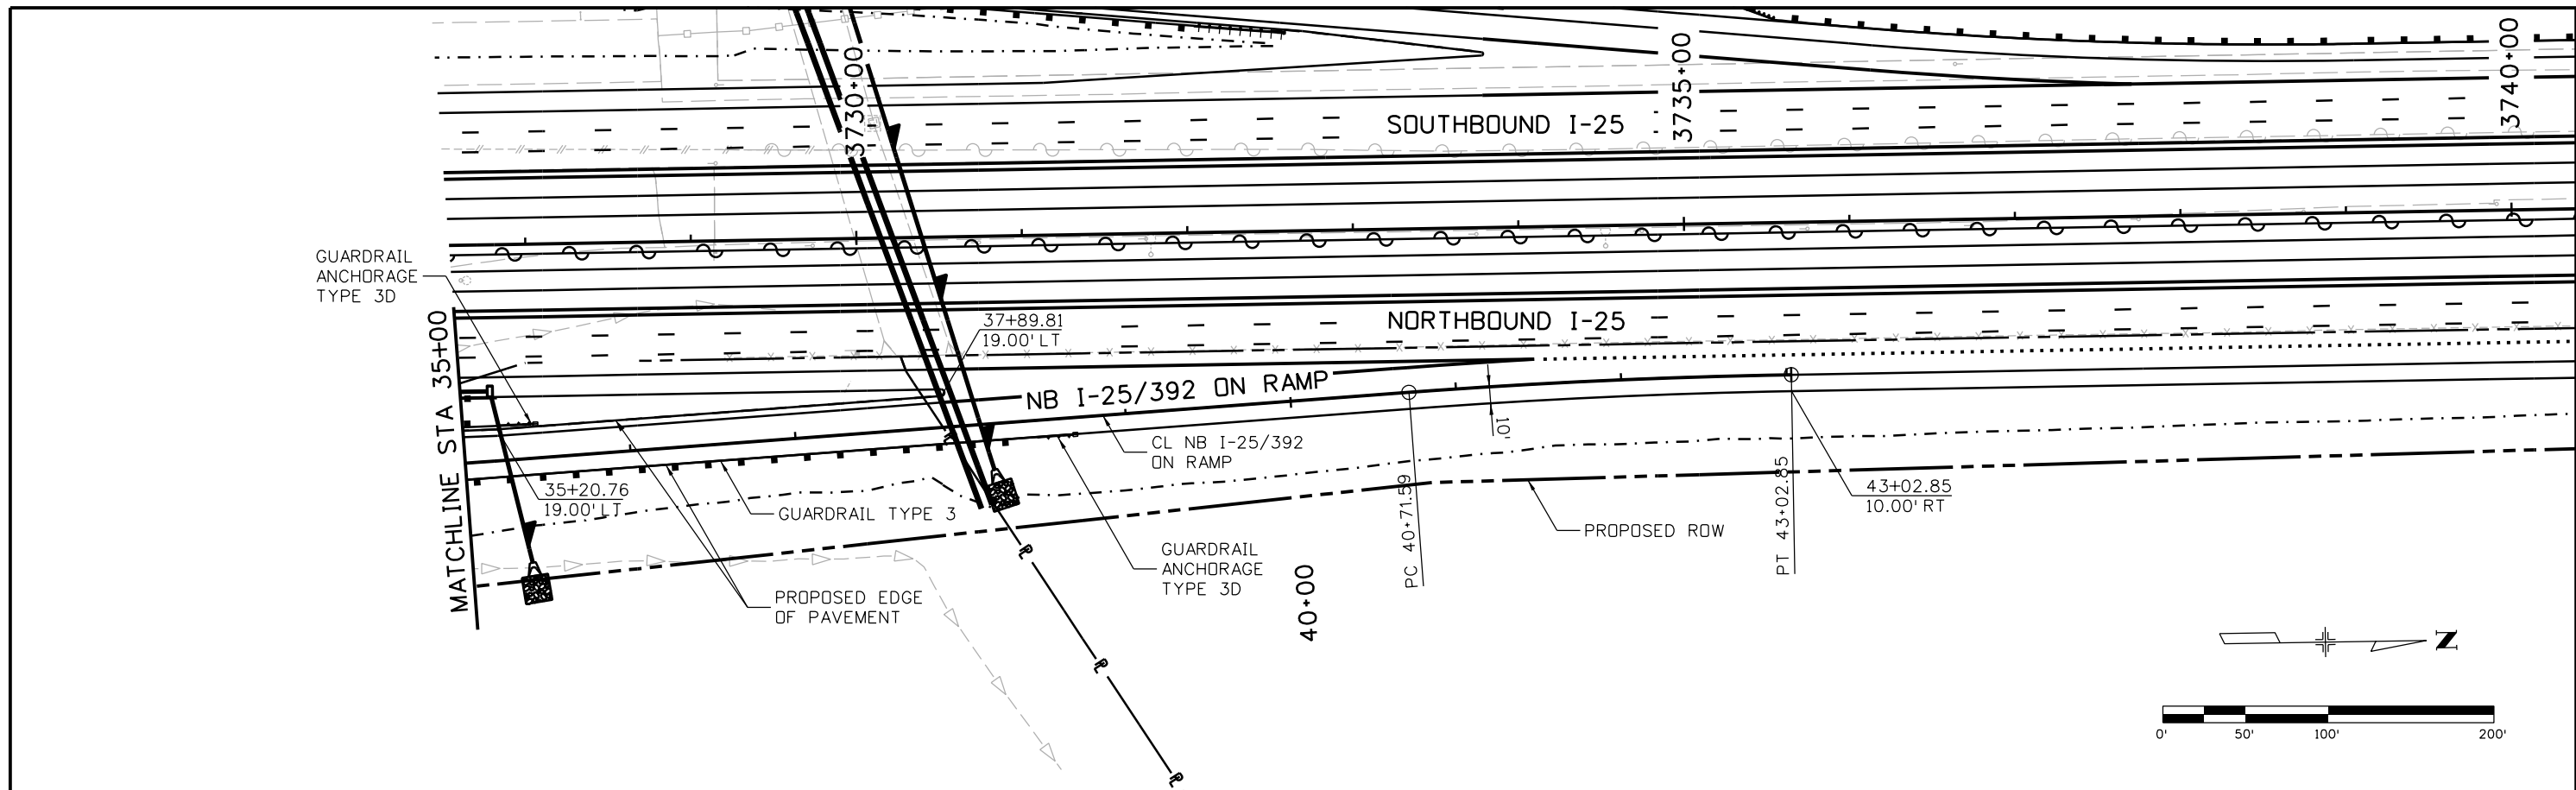 3730+00
3735+00
3740+00
SOUTHBOUND I-25
GUARDRAIL
ANCHORAGE
TYPE 3D
NORTHBOUND I-25
37+89.81
19.00' LT
MATCHLINE STA 35+00
NB I-25/392 ON RAMP
10'
CL NB I-25/392
ON RAMP
35+20.76
19.00' LT
GUARDRAIL TYPE 3
PC 40+71.59
PT 43+02.85
43+02.85
10.00' RT
PROPOSED ROW
GUARDRAIL
ANCHORAGE
TYPE 3D
PROPOSED EDGE
OF PAVEMENT
40+00
N
0' 50' 100' 200'